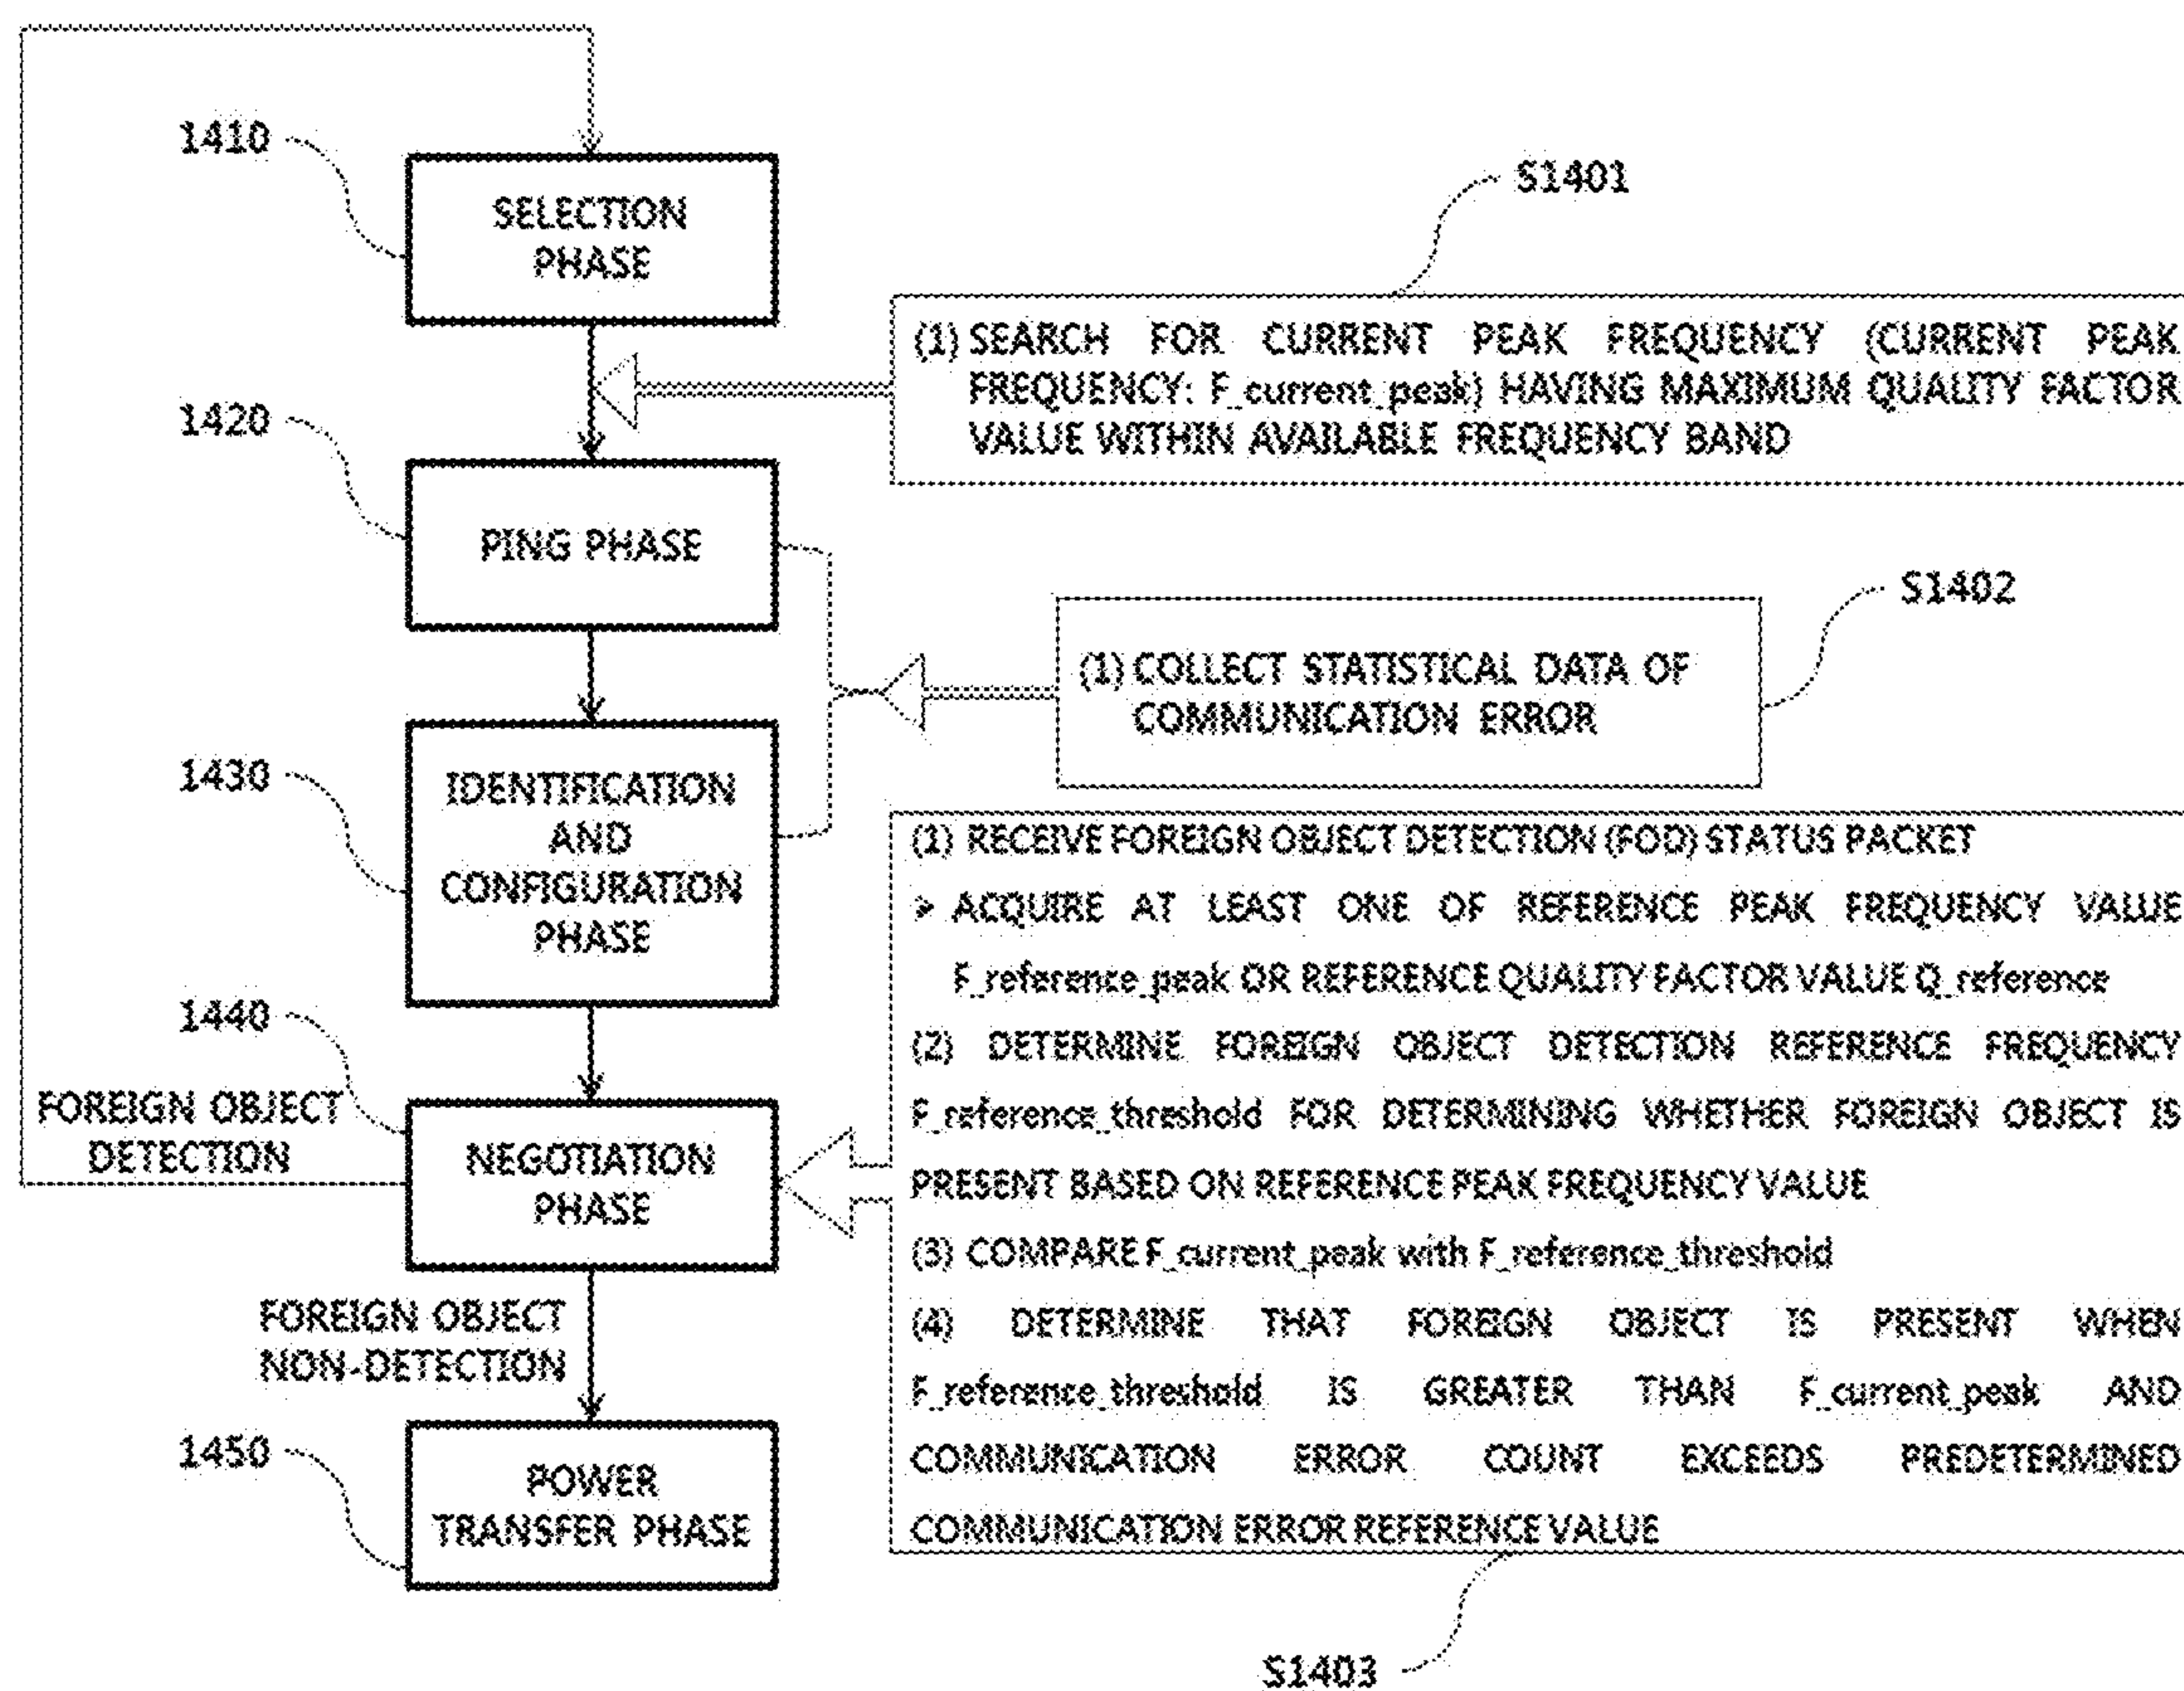 1410
SELECTION
PHASE
S1401
(1) SEARCH FOR CURRENT PEAK FREQUENCY (CURRENT PEAK
FREQUENCY: F_current_peak) HAVING MAXIMUM QUALITY FACTOR
VALUE WITHIN AVAILABLE FREQUENCY BAND
1420
PING PHASE
S1402
(1) COLLECT STATISTICAL DATA OF
COMMUNICATION ERROR
1430
IDENTIFICATION
AND
CONFIGURATION
PHASE
1440
FOREIGN OBJECT
DETECTION
NEGOTIATION
PHASE
(1) RECEIVE FOREIGN OBJECT DETECTION (FOD) STATUS PACKET
> ACQUIRE AT LEAST ONE OF REFERENCE PEAK FREQUENCY VALUE
F_reference_peak OR REFERENCE QUALITY FACTOR VALUE Q_reference
(2) DETERMINE FOREIGN OBJECT DETECTION REFERENCE FREQUENCY
F_reference_threshold FOR DETERMINING WHETHER FOREIGN OBJECT IS
PRESENT BASED ON REFERENCE PEAK FREQUENCY VALUE
(3) COMPARE F_current_peak with F_reference_threshold
(4) DETERMINE THAT FOREIGN OBJECT IS PRESENT WHEN
F_reference_threshold IS GREATER THAN F_current_peak AND
COMMUNICATION ERROR COUNT EXCEEDS PREDETERMINED
COMMUNICATION ERROR REFERENCE VALUE
FOREIGN OBJECT
NON-DETECTION
1450
POWER
TRANSFER PHASE
S1403